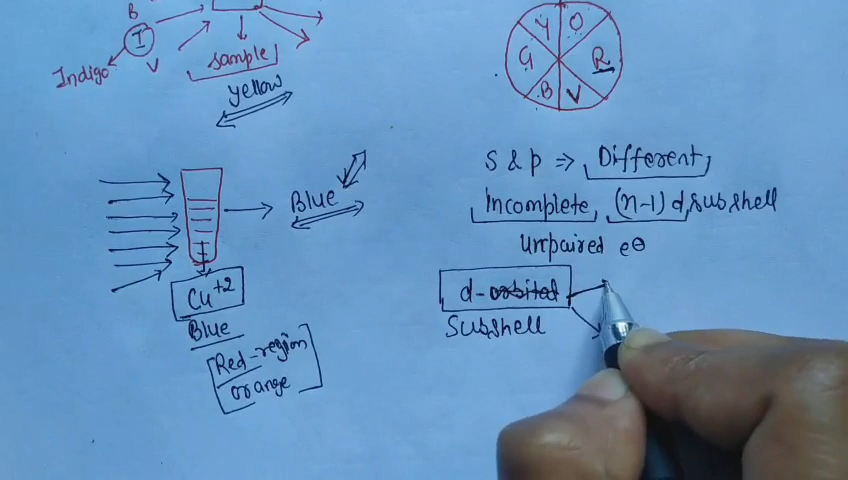 B
I
Indigo
V
sample
yellow
Y O
G R
B V
Blue
Cu+2
Blue
Red-region
orange
S & p ⇒ Different
Incomplete (n-1) d subshell
unpaired e⊖
d-orbital
Subshell